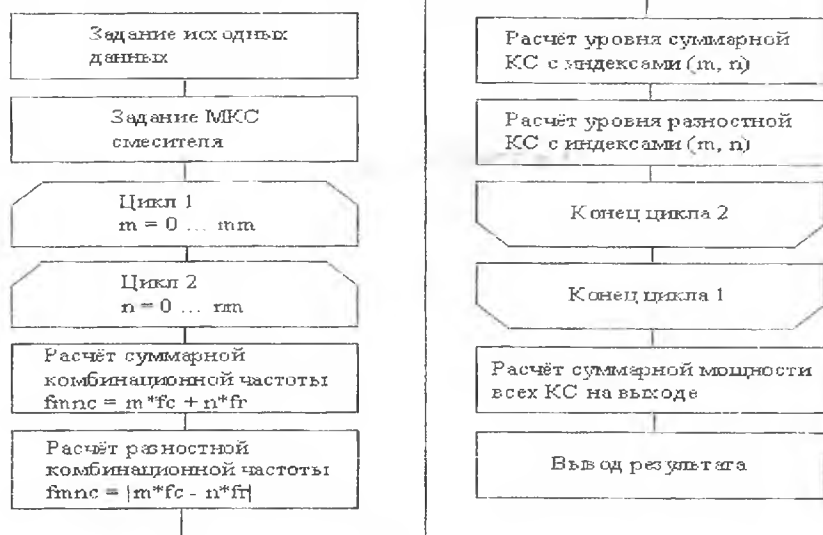 Задание исходных
данных
Задание МКС
смесителя
Цикл 1
m = 0 ... mm
Цикл 2
n = 0 ... nm
Расчёт суммарной
комбинационной частоты
fmnc = m*fc + n*fr
Расчёт разностной
комбинационной частоты
fmnc = |m*fc - n*fr|
Расчёт уровня суммарной
КС с индексами (m, n)
Расчёт уровня разностной
КС с индексами (m, n)
Конец цикла 2
Конец цикла 1
Расчёт суммарной мощности
всех КС на выходе
Вывод результата